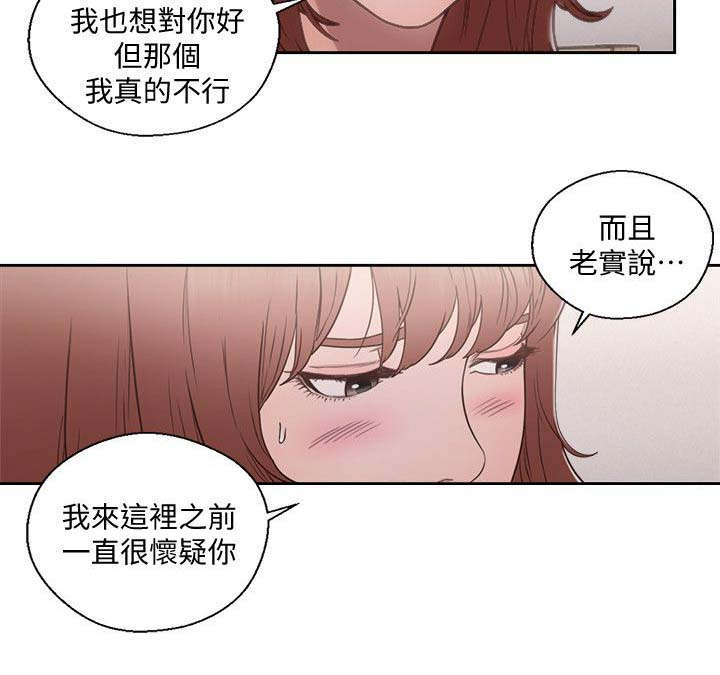 我也想對你好
但那個
我真的不行
而且
老實說⋯
我來這裡之前
一直很懷疑你